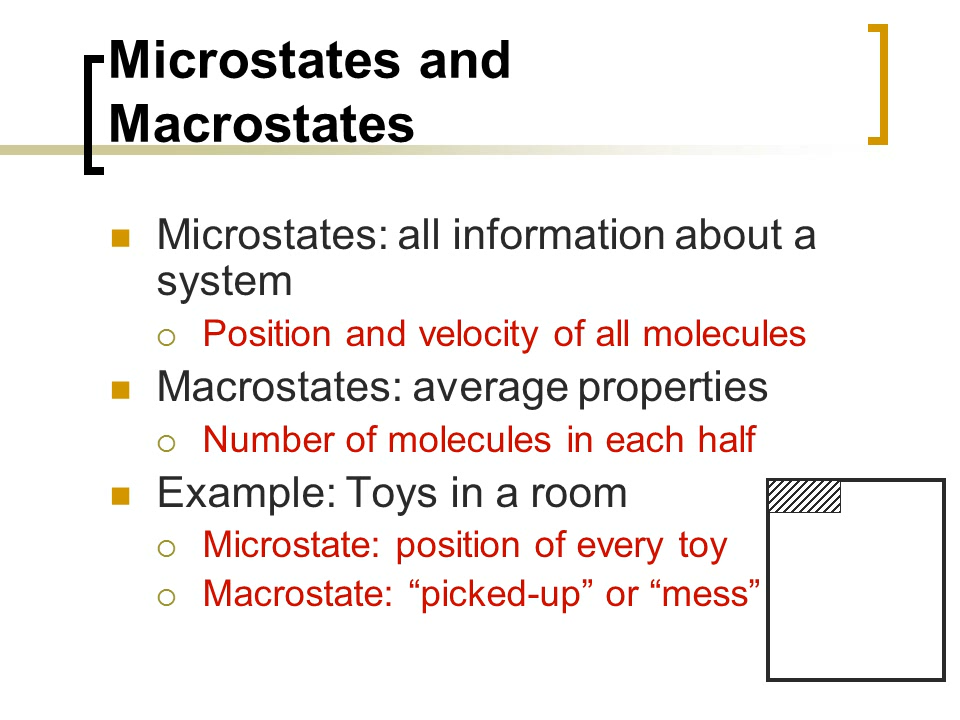 Microstates and
Macrostates
Microstates: all information about a
system
Position and velocity of all molecules
Macrostates: average properties
Number of molecules in each half
Example: Toys in a room
Microstate: position of every toy
Macrostate: “picked-up” or “mess”